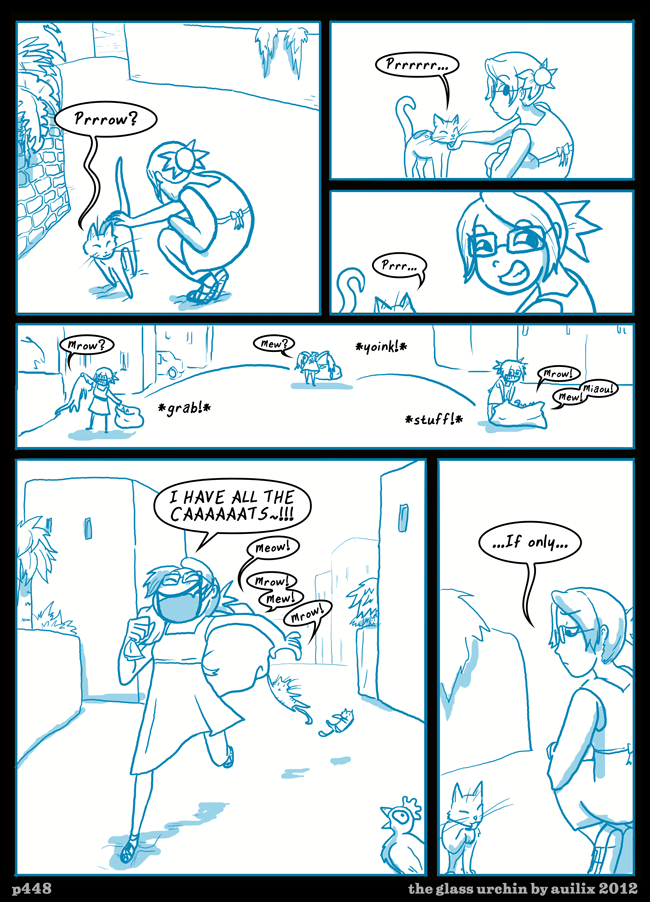 Prrrow?
Prrrrrr...
Prrr...
Mrow?
*grab!*
Mew?
*yoink!*
*stuff!*
Mrow!
Miaou!
Mew!
I HAVE ALL THE
CAAAAAATS~!!!
Meow!
Mrow!
Mew!
Mrow!
...If only...
p448
the glass urchin by auilix 2012